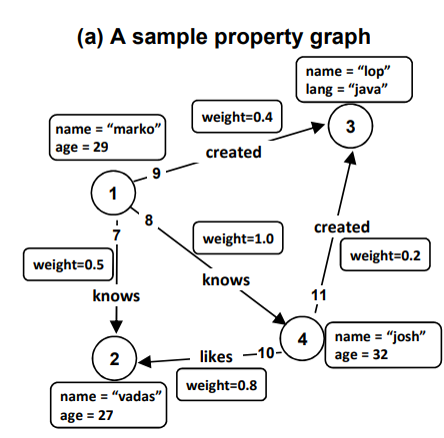 (a) A sample property graph
name = “lop”
lang = “java”
weight=0.4
name = “marko”
age = 29
3
created
9
1
8
7
weight=1.0
created
weight=0.5
weight=0.2
knows
knows
11
4
name = “josh”
age = 32
2
likes
10
weight=0.8
name = “vadas”
age = 27